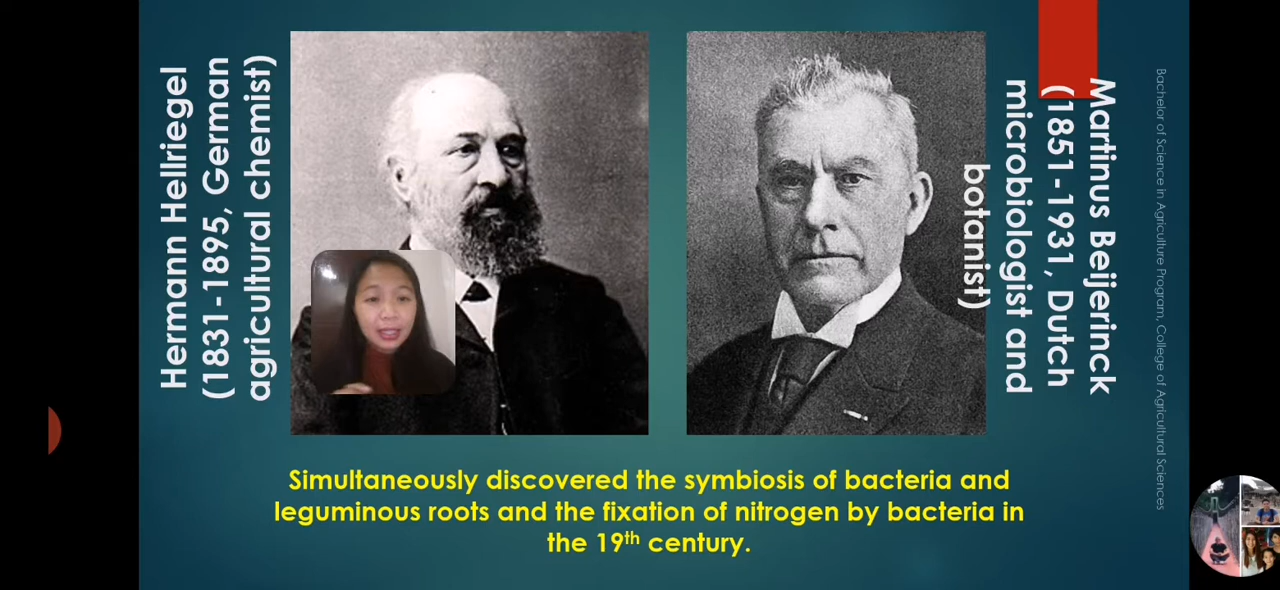 Hermann Hellriegel
(1831-1895, German
agricultural chemist)
Martinus Beijerinck
(1851-1931, Dutch
microbiologist and
botanist)
Bachelor of Science in Agriculture Program, College of Agricultural Sciences
Simultaneously discovered the symbiosis of bacteria and
leguminous roots and the fixation of nitrogen by bacteria in
the 19th century.